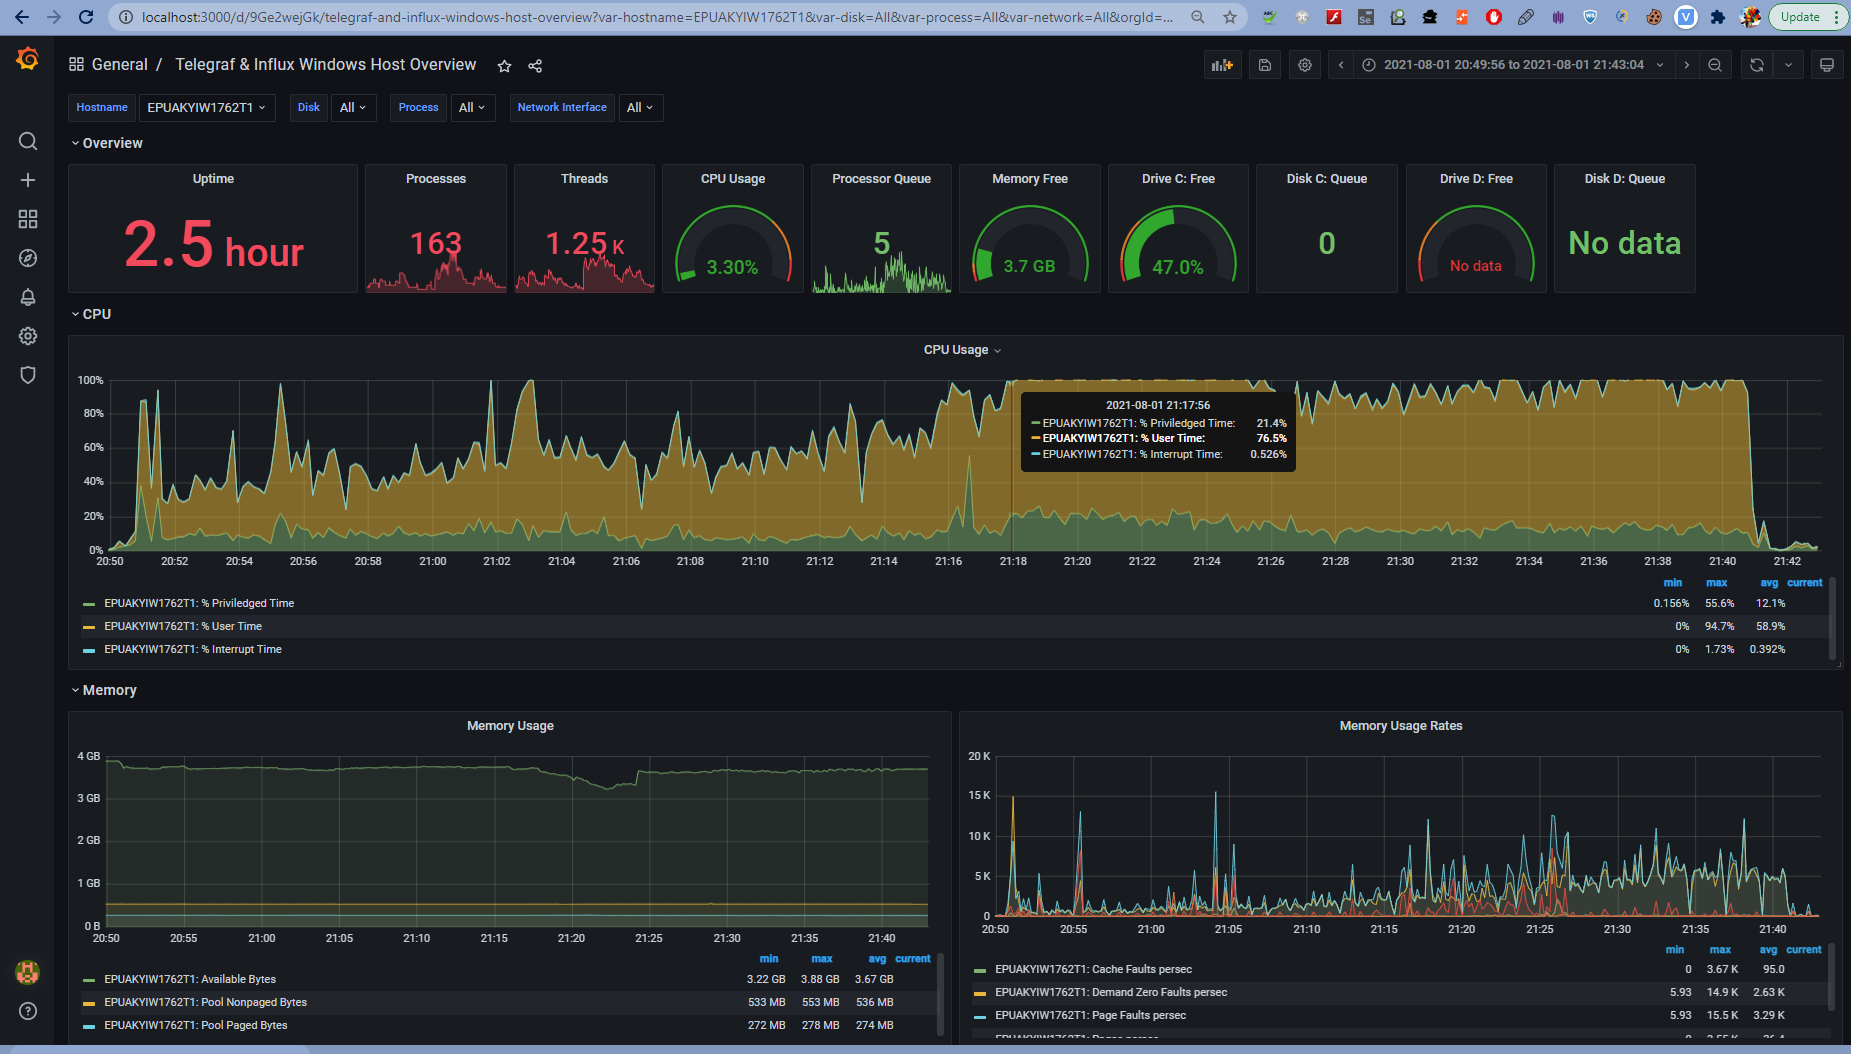 localhost:3000/d/9Ge2wejGk/telegraf-and-influx-windows-host-overview?var-hostname=EPUAKYIW1762T1&var-disk=All&var-process=All&var-network=All&orgId=...
Update
General / Telegraf & Influx Windows Host Overview
2021-08-01 20:49:56 to 2021-08-01 21:43:04
Hostname EPUAKYIW1762T1 Disk All Process All Network Interface All
Overview
Uptime Processes Threads CPU Usage Processor Queue Memory Free Drive C: Free Disk C: Queue Drive D: Free Disk D: Queue
2.5 hour 163 1.25 K 3.30% 5 3.7 GB 47.0% 0 No data No data
CPU
CPU Usage
100%
80%
60%
40%
20%
0%
2021-08-01 21:17:56
EPUAKYIW1762T1: % Priviledged Time: 21.4%
EPUAKYIW1762T1: % User Time: 76.5%
EPUAKYIW1762T1: % Interrupt Time: 0.526%
20:50 20:52 20:54 20:56 20:58 21:00 21:02 21:04 21:06 21:08 21:10 21:12 21:14 21:16 21:18 21:20 21:22 21:24 21:26 21:28 21:30 21:32 21:34 21:36 21:38 21:40 21:42
min max avg current
EPUAKYIW1762T1: % Priviledged Time 0.156% 55.6% 12.1%
EPUAKYIW1762T1: % User Time 0% 94.7% 58.9%
EPUAKYIW1762T1: % Interrupt Time 0% 1.73% 0.392%
Memory
Memory Usage
4 GB
3 GB
2 GB
1 GB
0 B
20:50 20:55 21:00 21:05 21:10 21:15 21:20 21:25 21:30 21:35 21:40
min max avg current
EPUAKYIW1762T1: Available Bytes 3.22 GB 3.88 GB 3.67 GB
EPUAKYIW1762T1: Pool Nonpaged Bytes 533 MB 553 MB 536 MB
EPUAKYIW1762T1: Pool Paged Bytes 272 MB 278 MB 274 MB
Memory Usage Rates
20 K
15 K
10 K
5 K
0
20:50 20:55 21:00 21:05 21:10 21:15 21:20 21:25 21:30 21:35 21:40
min max avg current
EPUAKYIW1762T1: Cache Faults persec 0 3.67 K 95.0
EPUAKYIW1762T1: Demand Zero Faults persec 5.93 14.9 K 2.63 K
EPUAKYIW1762T1: Page Faults persec 5.93 15.5 K 3.29 K